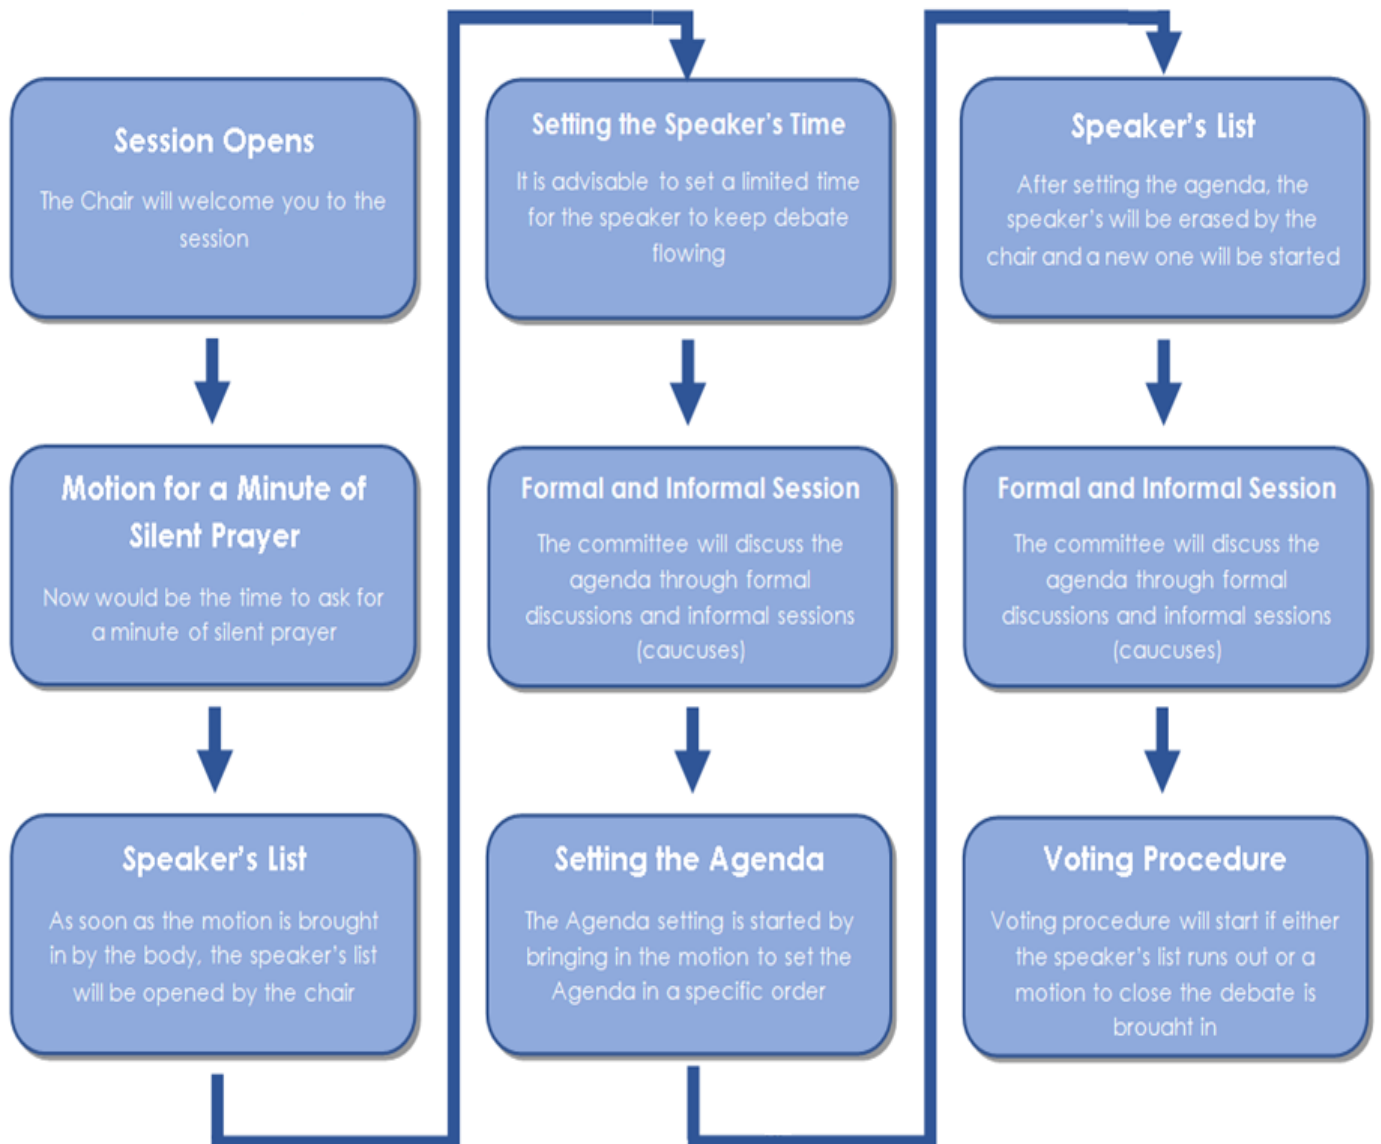 Session Opens
The Chair will welcome you to the
session
Motion for a Minute of
Silent Prayer
Now would be the time to ask for
a minute of silent prayer
Speaker's List
As soon as the motion is brought
in by the body, the speaker's list
will be opened by the chair
Setting the Speaker's Time
It is advisable to set a limited time
for the speaker to keep debate
flowing
Formal and Informal Session
The committee will discuss the
agenda through formal
discussions and informal sessions
(caucuses)
Setting the Agenda
The Agenda setting is started by
bringing in the motion to set the
Agenda in a specific order
Speaker's List
After setting the agenda, the
speaker's will be erased by the
chair and a new one will be started
Formal and Informal Session
The committee will discuss the
agenda through formal
discussions and informal sessions
(caucuses)
Voting Procedure
Voting procedure will start if either
the speaker's list runs out or a
motion to close the debate is
brought in